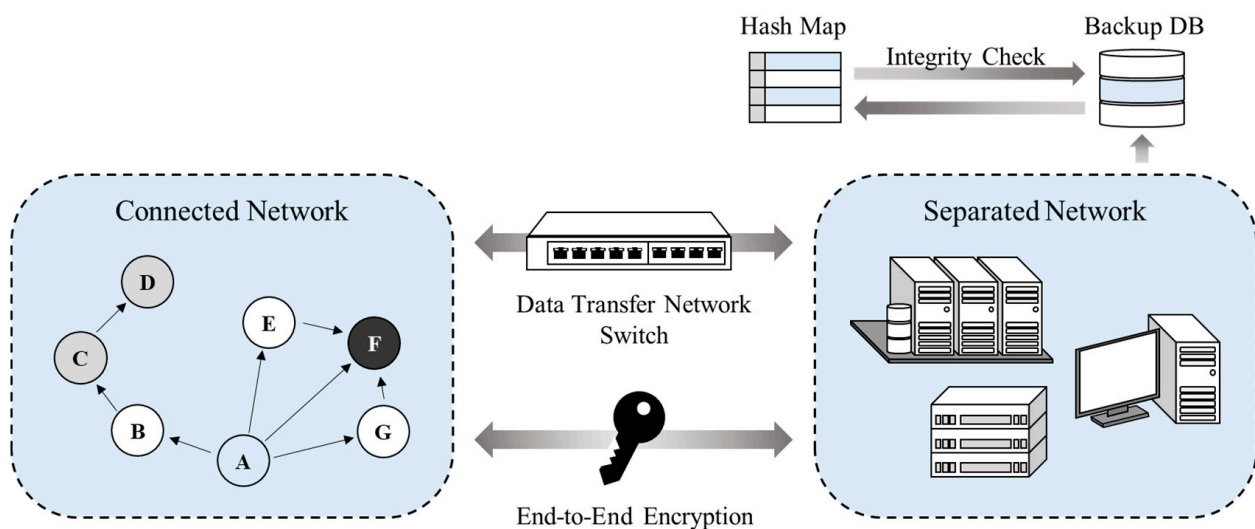 Hash Map
Backup DB
Integrity Check
Connected Network
Separated Network
D
E
F
C
B
A
G
Data Transfer Network
Switch
End-to-End Encryption